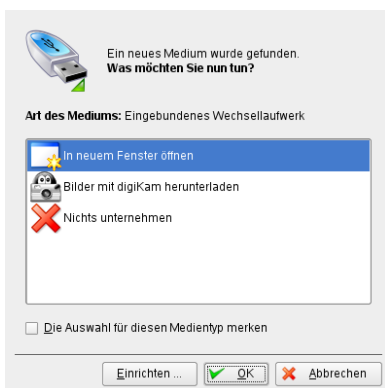 Ein neues Medium wurde gefunden.
Was möchten Sie nun tun?
Art des Mediums: Eingebundenes Wechsellaufwerk
In neuem Fenster öffnen
Bilder mit digiKam herunterladen
Nichts unternehmen
Die Auswahl für diesen Medientyp merken
Einrichten ... OK Abbrechen